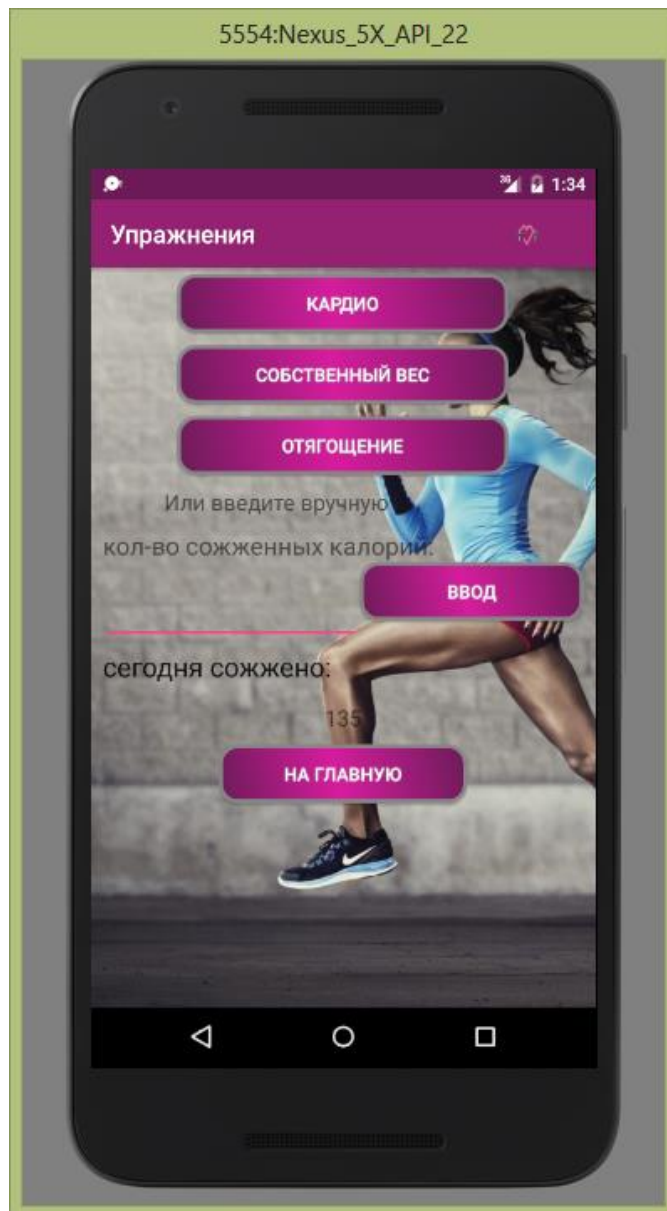 5554:Nexus_5X_API_22
3G 1:34
Упражнения
КАРДИО
СОБСТВЕННЫЙ ВЕС
ОТЯГОЩЕНИЕ
Или введите вручную
кол-во сожженных калорий:
ВВОД
сегодня сожжено:
135
НА ГЛАВНУЮ